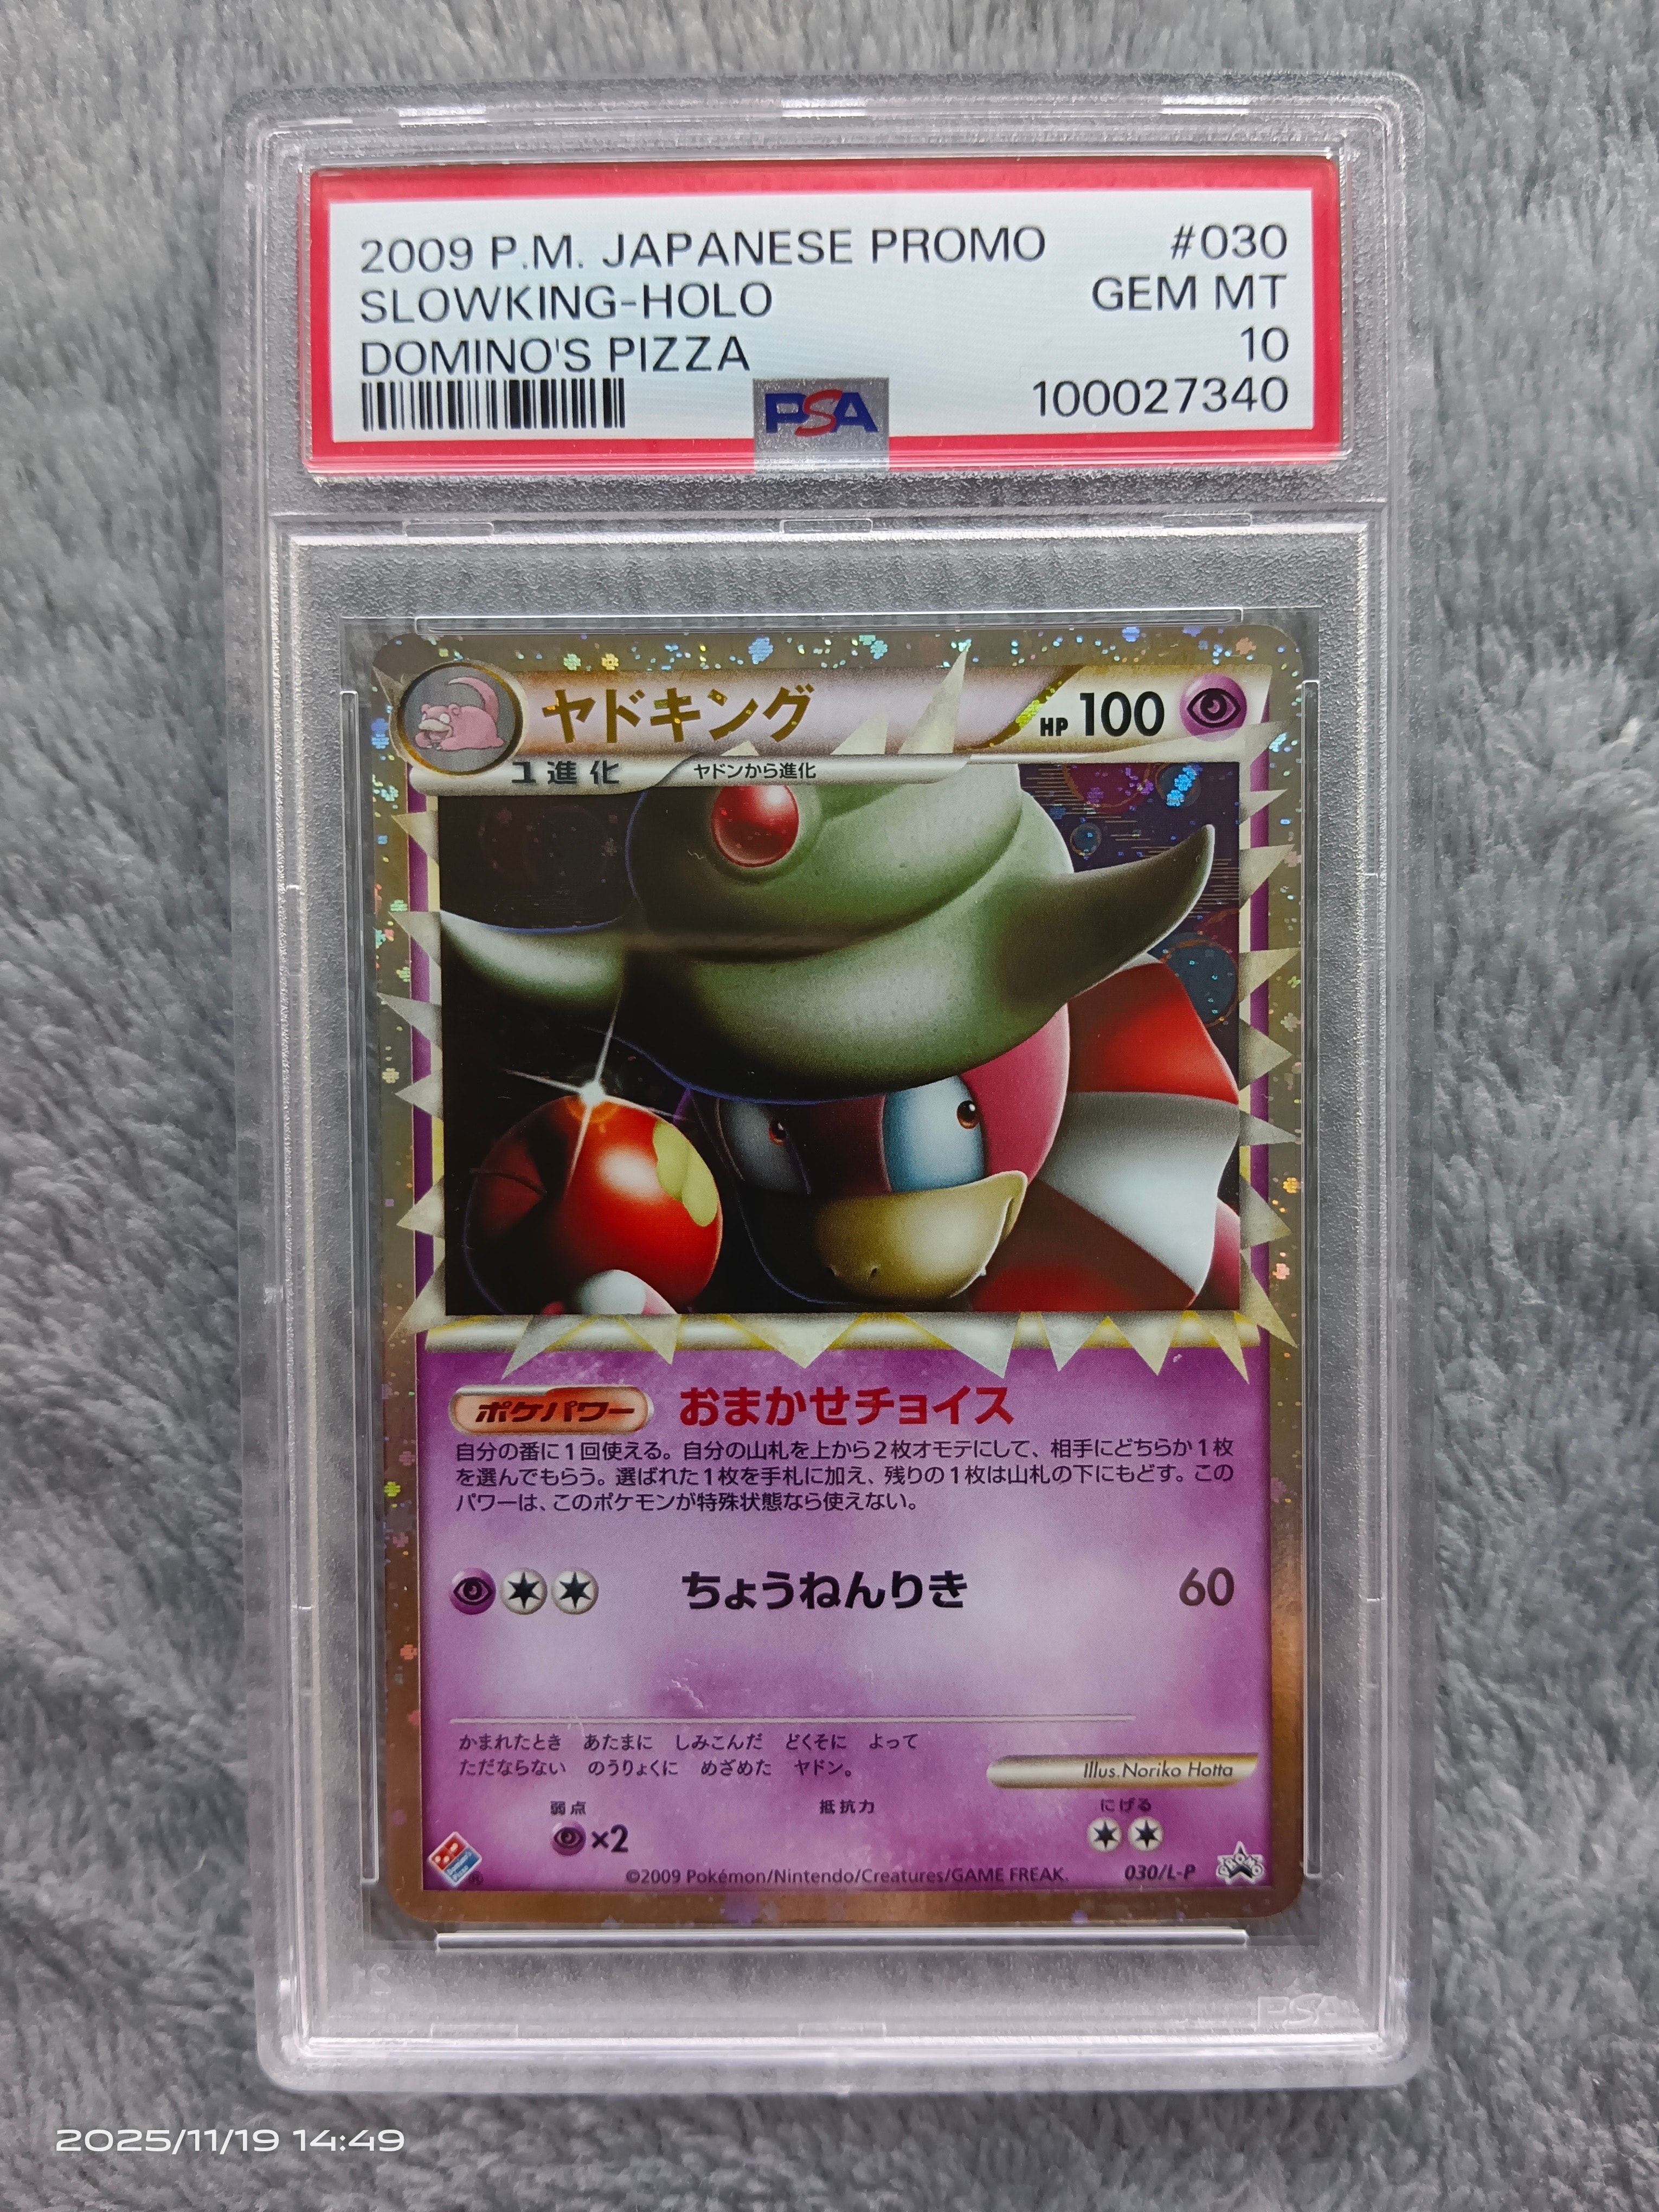 2009 P.M. JAPANESE PROMO #030
SLOWKING-HOLO GEM MT
DOMINO'S PIZZA 10
PSA 100027340
ヤドキング HP 100
1進化 ヤドンから進化
ポケパワー おまかせチョイス
自分の番に1回使える。自分の山札を上から2枚オモテにして、相手にどちらか1枚
を選んでもらう。選ばれた1枚を手札に加え、残りの1枚は山札の下にもどす。この
パワーは、このポケモンが特殊状態なら使えない。
ちょうねんりき 60
かまれたとき あたまに しみこんだ どくそに よって
ただならない のうりょくに めざめた ヤドン。
Illus. Noriko Hotta
弱点 抵抗力 にげる
×2
Domino's Pizza
©2009 Pokémon/Nintendo/Creatures/GAME FREAK. 030/L-P PROMO
PSA
2025/11/19 14:49